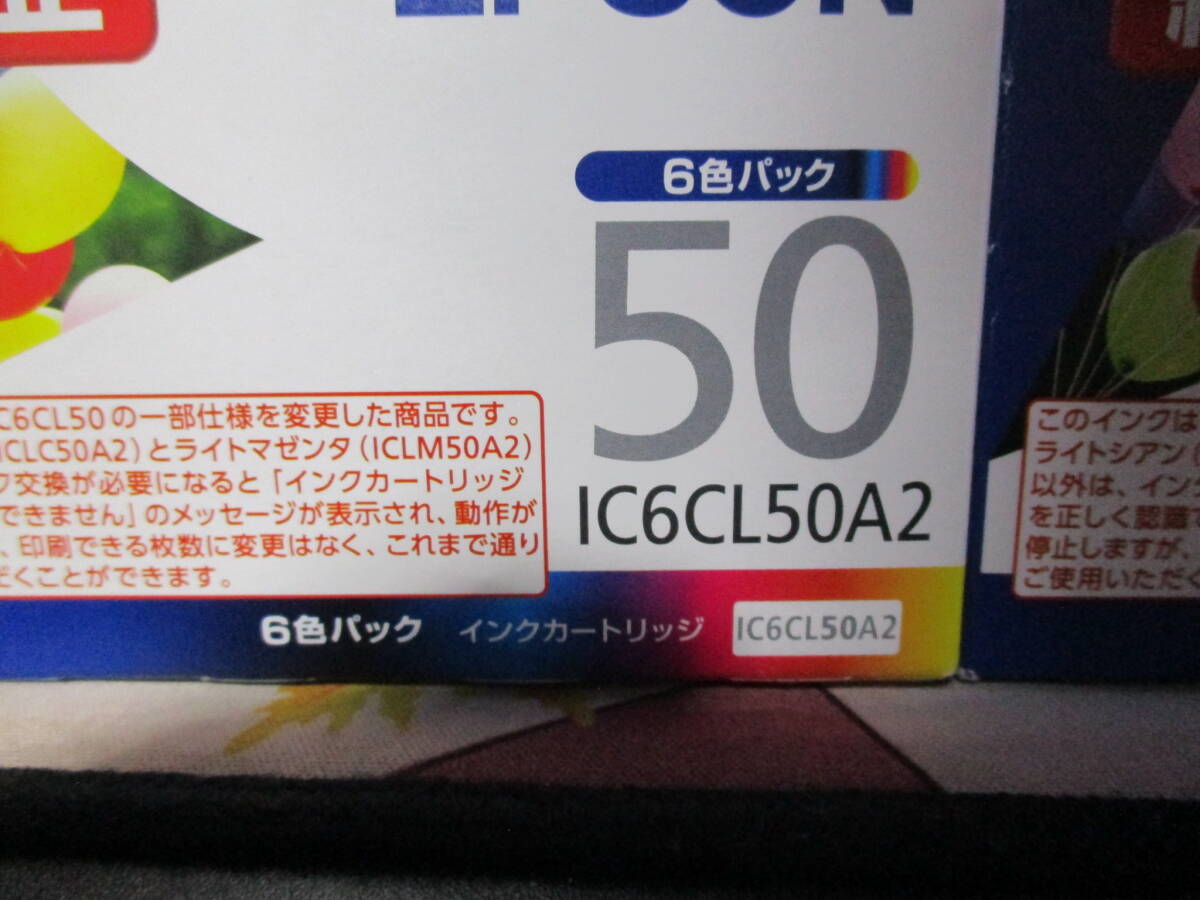 EPSON
6色パック
50
IC6CL50A2
C6CL50の一部仕様を変更した商品です。
ICLC50A2)とライトマゼンタ(ICLM50A2)
ク交換が必要になると「インクカートリッジ
できません」のメッセージが表示され、動作が
、印刷できる枚数に変更はなく、これまで通り
だくことができます。
6色パック インクカートリッジ IC6CL50A2
このインクは
ライトシアン(
以外は、イン
を正しく認識
停止しますが、
ご使用いただく